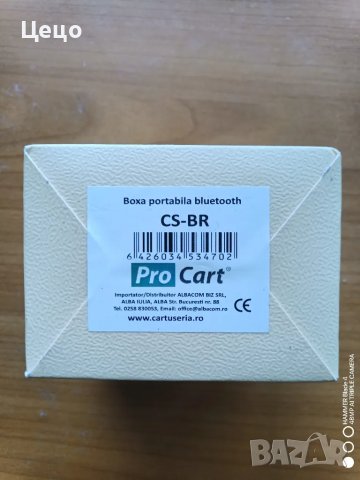 Цецо
Boxa portabila bluetooth
CS-BR
6 426034 534702
Pro Cart®
Importator/Distribuitor ALBACOM BIZ SRL,
ALBA IULIA, ALBA Str. Bucuresti nr. 88
Tel. 0258 830053, Email: office@albacom.ro
www.cartuseria.ro
CE
HAMMER Blade 4
48MP AI TRIPLE CAMERA
BAZAR